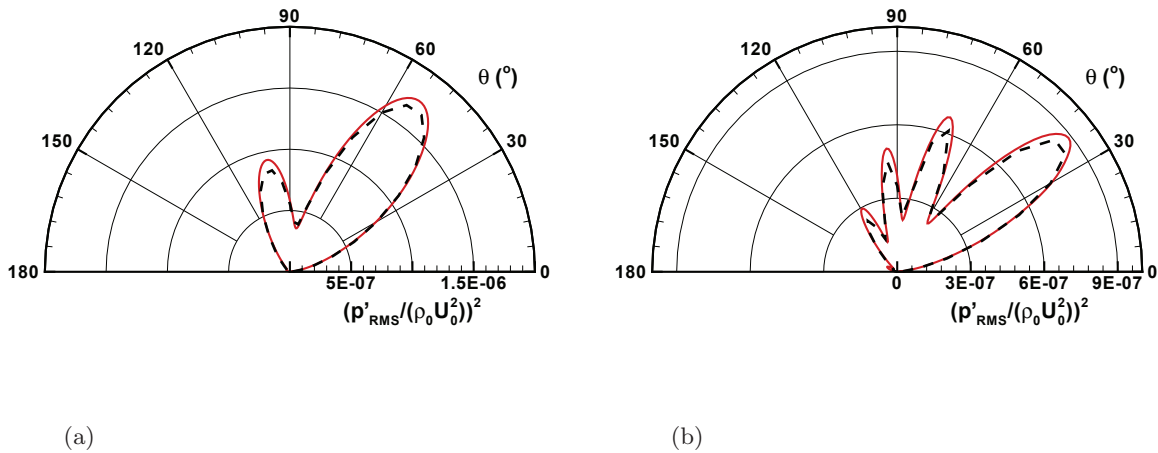 90
120
60
θ (°)
150
30
180
0
5E-07
1.5E-06
(p'RMS/(ρ0U0²))²
90
120
60
θ (°)
150
30
180
0
0
3E-07
6E-07
9E-07
(p'RMS/(ρ0U0²))²
(a)
(b)